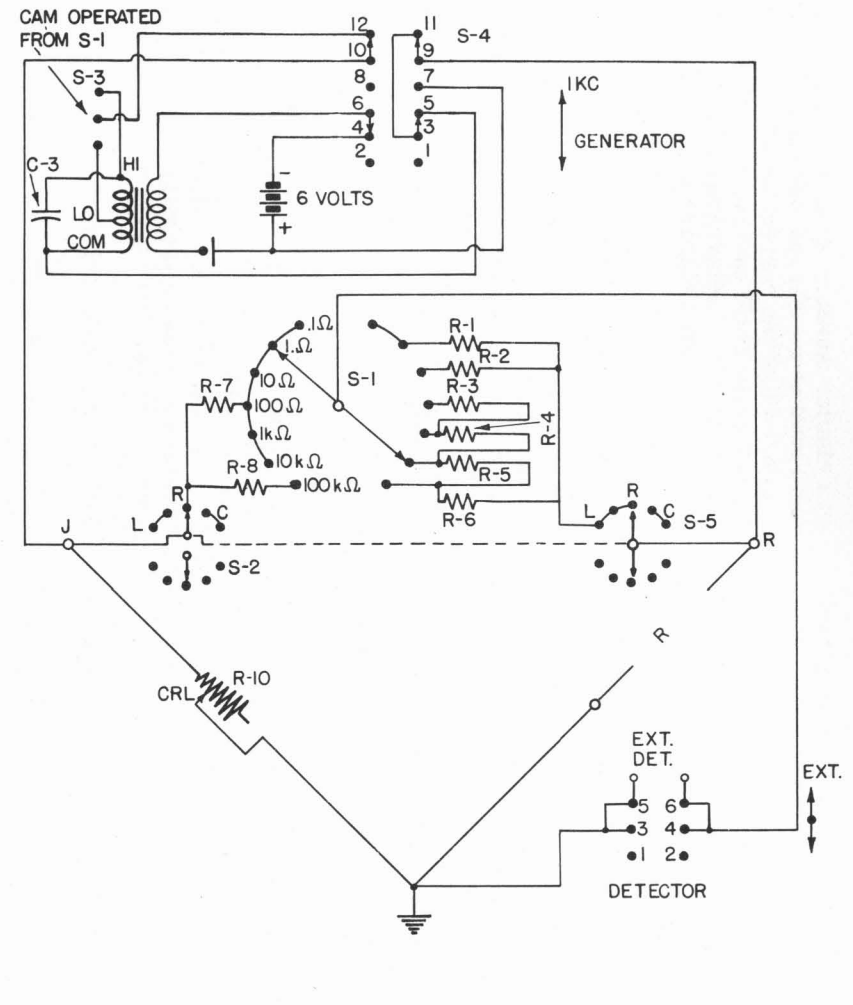 CAM OPERATED
FROM S-1
S-3
C-3
HI
LO
COM
12
10
8
6
4
2
11
9
7
5
3
1
S-4
1KC
GENERATOR
-
6 VOLTS
+
.1Ω
1.Ω
10Ω
100Ω
1kΩ
10kΩ
100kΩ
R-7
R-8
S-1
R-1
R-2
R-3
R-4
R-5
R-6
L
R
C
S-2
J
L
R
C
S-5
R
R
CRL
R-10
EXT.
DET.
5 6
3 4
1 2
DETECTOR
EXT.